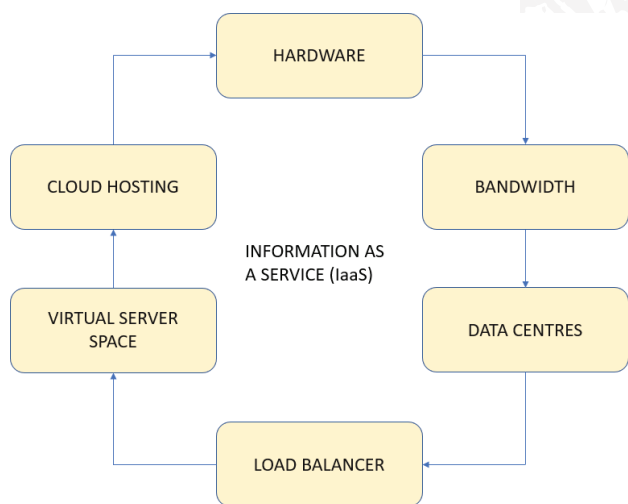 HARDWARE
CLOUD HOSTING
BANDWIDTH
INFORMATION AS
A SERVICE (IaaS)
VIRTUAL SERVER
SPACE
DATA CENTRES
LOAD BALANCER